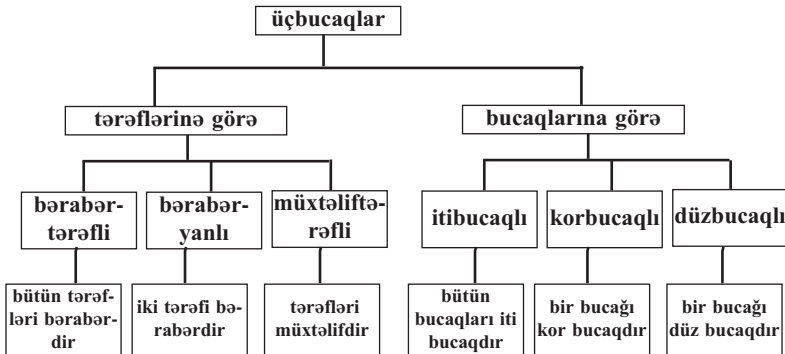 üçbucaqlar
tərəflərinə görə
bucaqlarına görə
bərabər-
tərəfli
bərabər-
yanlı
müxtəliftə-
rəfli
itibucaqlı
korbucaqlı
düzbucaqlı
bütün tərəf-
ləri bərabər-
dir
iki tərəfi bə-
rabərdir
tərəfləri
müxtəlifdir
bütün
bucaqları iti
bucaqdır
bir bucağı
kor bucaqdır
bir bucağı
düz bucaqdır